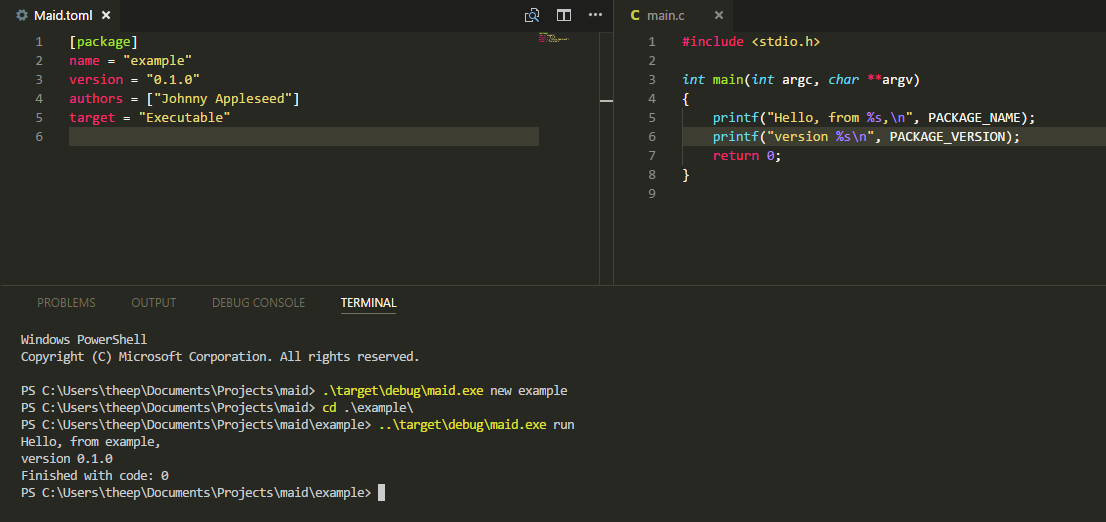 Maid.toml
1 [package]
2 name = "example"
3 version = "0.1.0"
4 authors = ["Johnny Appleseed"]
5 target = "Executable"
6
C main.c
1 #include <stdio.h>
2
3 int main(int argc, char **argv)
4 {
5 printf("Hello, from %s,\n", PACKAGE_NAME);
6 printf("version %s\n", PACKAGE_VERSION);
7 return 0;
8 }
9
PROBLEMS OUTPUT DEBUG CONSOLE TERMINAL
Windows PowerShell
Copyright (C) Microsoft Corporation. All rights reserved.
PS C:\Users\theep\Documents\Projects\maid> .\target\debug\maid.exe new example
PS C:\Users\theep\Documents\Projects\maid> cd .\example\
PS C:\Users\theep\Documents\Projects\maid\example> ..\target\debug\maid.exe run
Hello, from example,
version 0.1.0
Finished with code: 0
PS C:\Users\theep\Documents\Projects\maid\example>